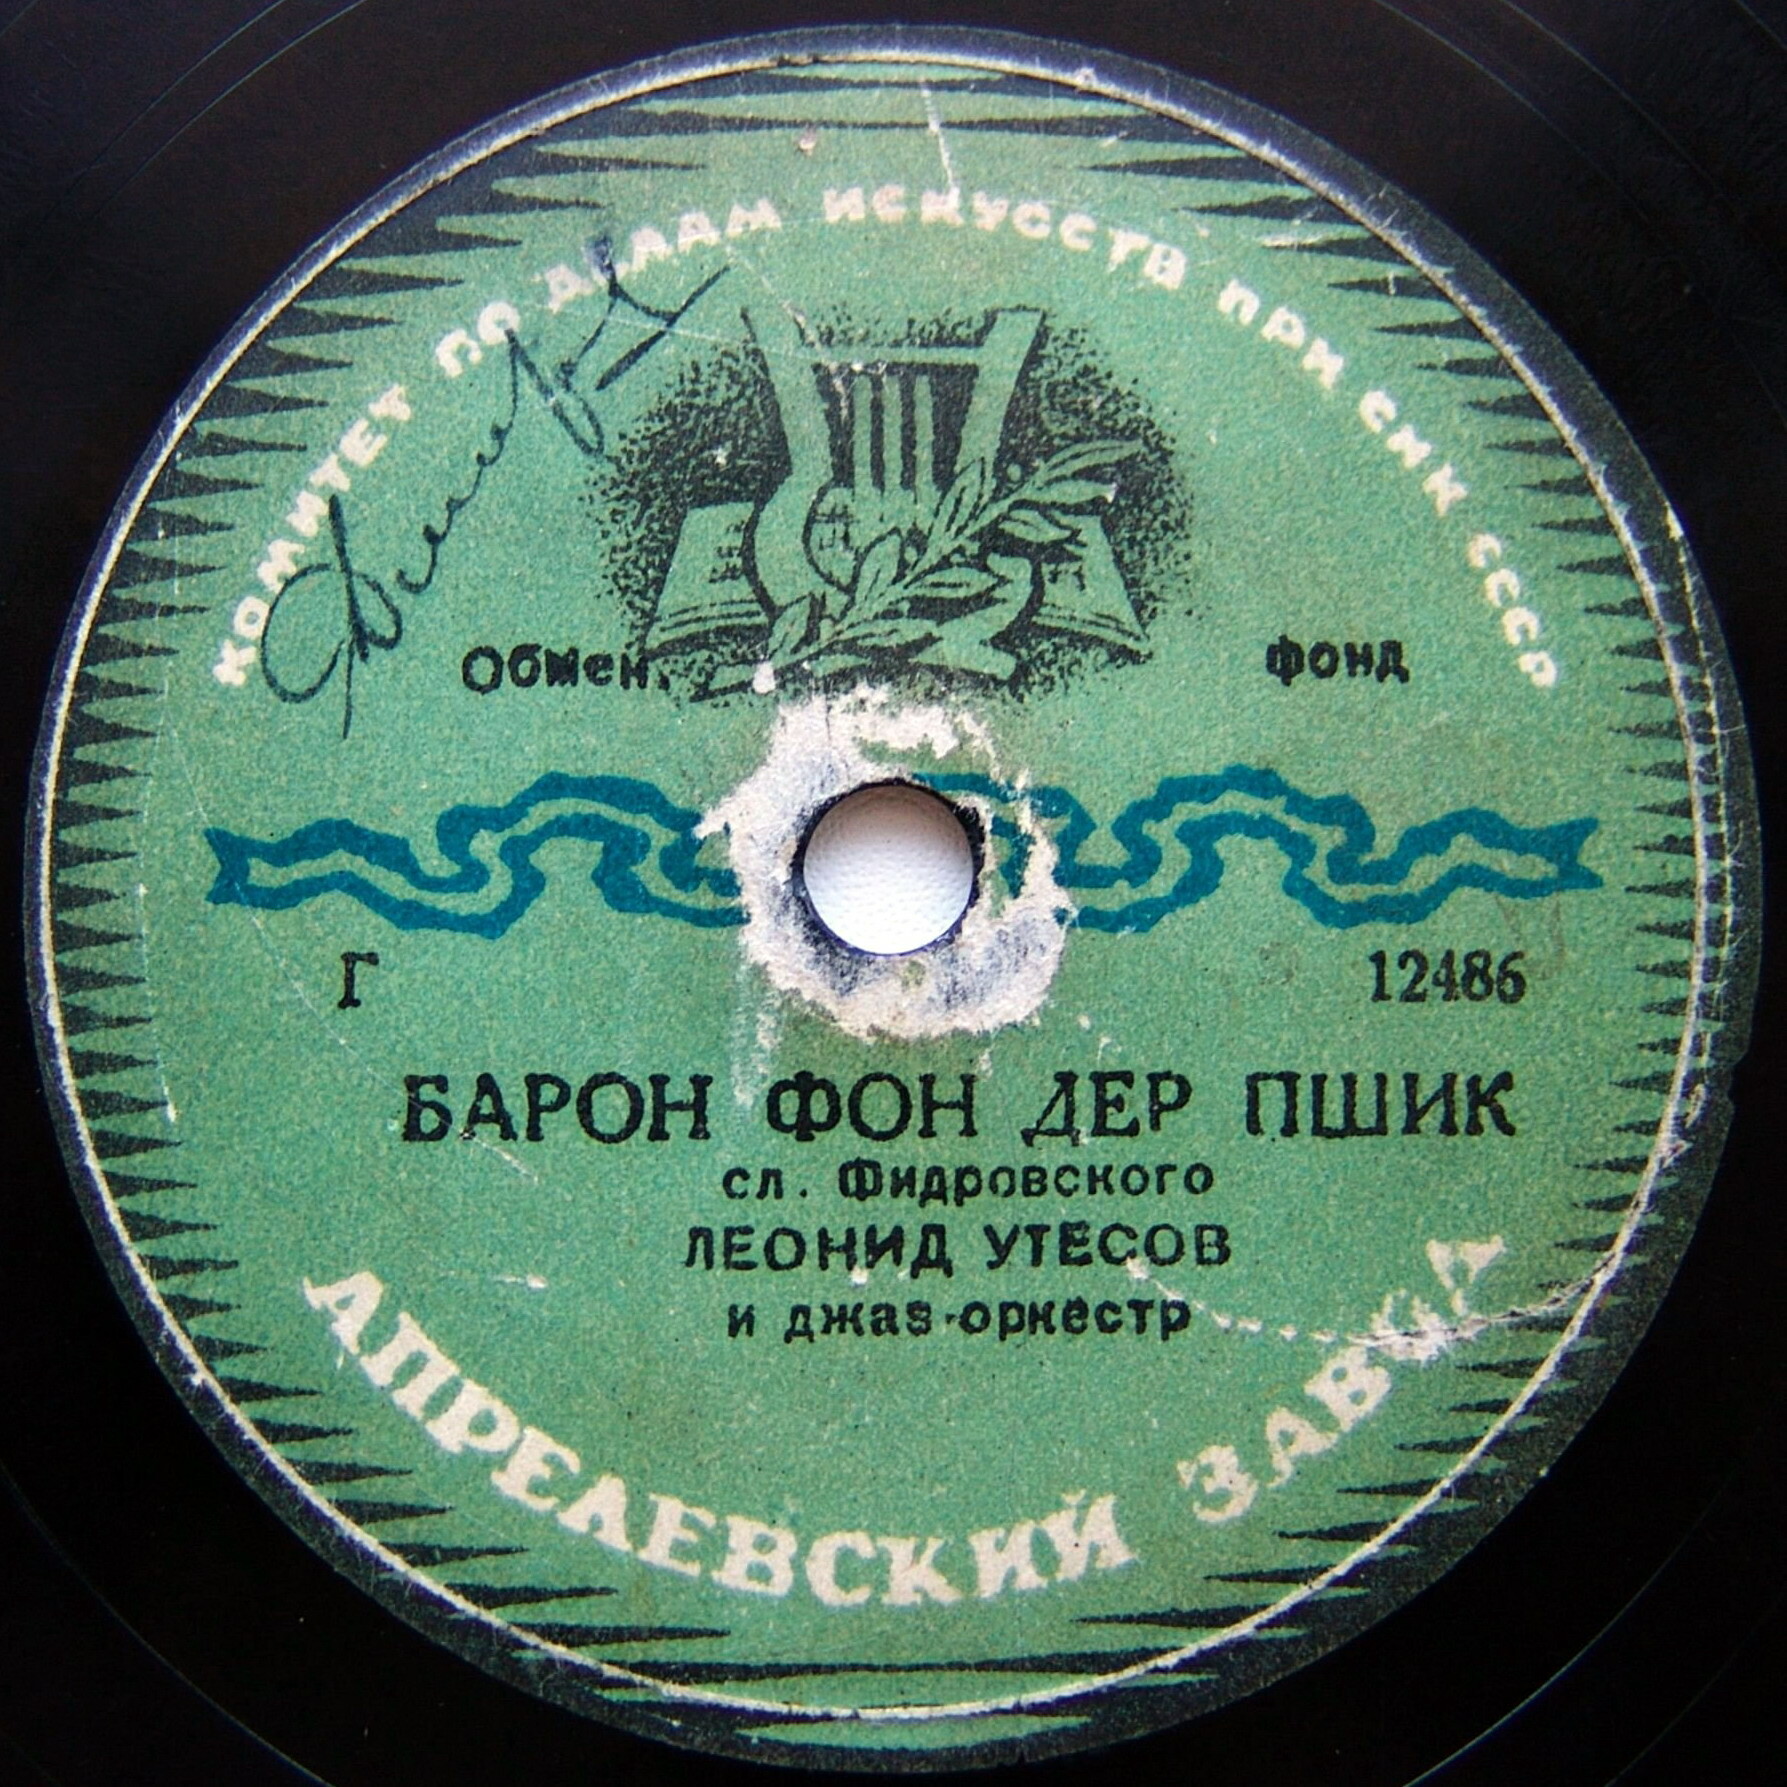 КОМИТЕТ ПО ДЕЛАМ ИСКУССТВ ПРИ СНК СССР
Обмен. фонд
Г 12486
БАРОН ФОН ДЕР ПШИК
сл. Фидровского
ЛЕОНИД УТЕСОВ
и джаз-оркестр
АПРЕЛЕВСКИЙ ЗАВОД